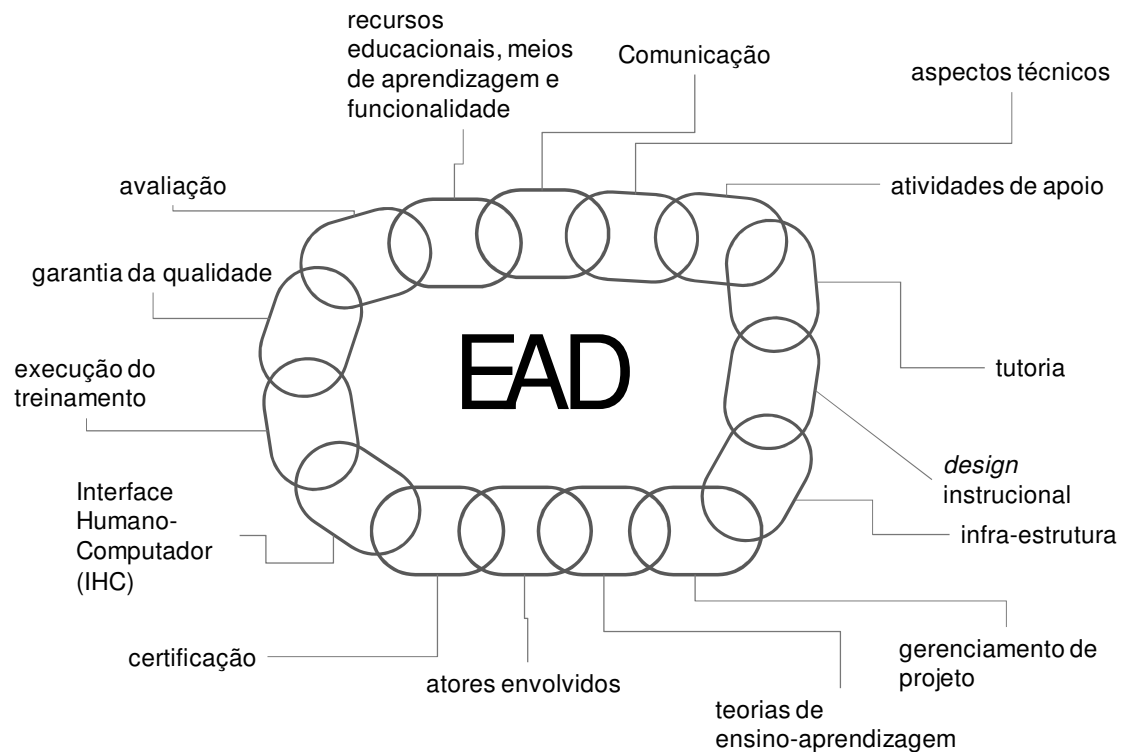 recursos
educacionais, meios
de aprendizagem e
funcionalidade
Comunicação
aspectos técnicos
avaliação
atividades de apoio
garantia da qualidade
EAD
execução do
treinamento
tutoria
design
instrucional
Interface
Humano-
Computador
(IHC)
infra-estrutura
certificação
atores envolvidos
gerenciamento de
projeto
teorias de
ensino-aprendizagem